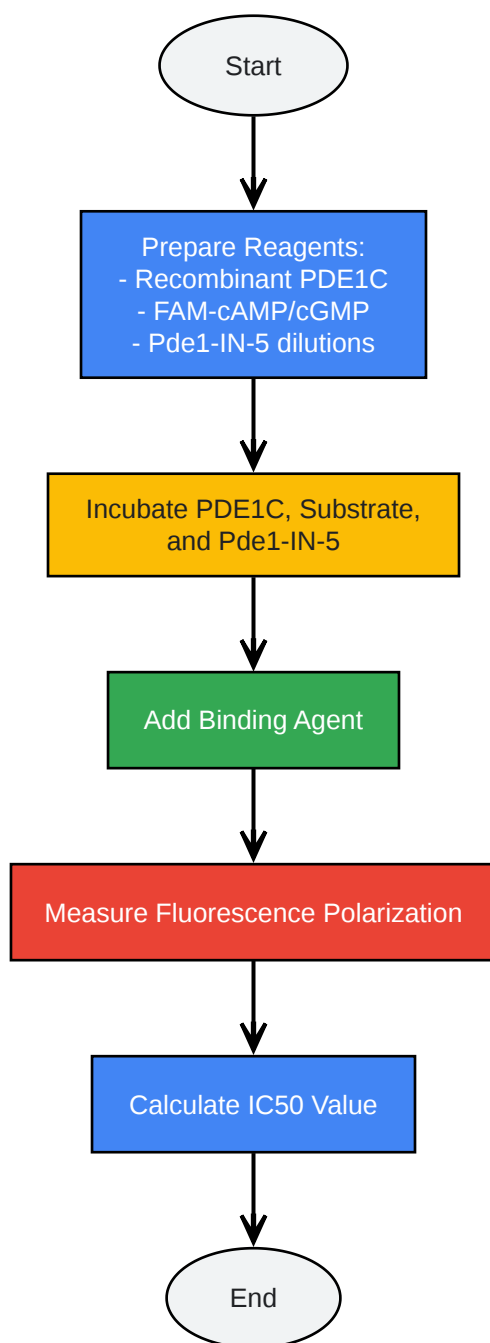 Start
Prepare Reagents:
- Recombinant PDE1C
- FAM-cAMP/cGMP
- Pde1-IN-5 dilutions
Incubate PDE1C, Substrate,
and Pde1-IN-5
Add Binding Agent
Measure Fluorescence Polarization
Calculate IC50 Value
End